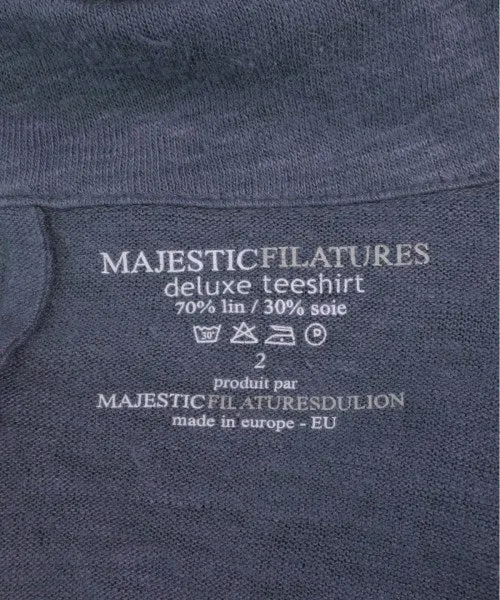 MAJESTICFILATURES
deluxe teeshirt
70% lin / 30% soie
30° P
2
produit par
MAJESTICFILATURESDULION
made in europe - EU